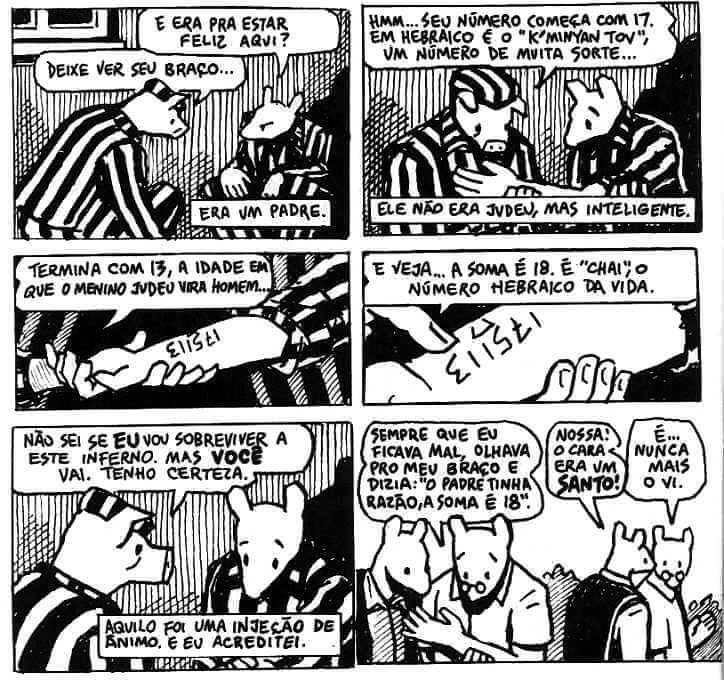 E ERA PRA ESTAR
FELIZ AQUI?
DEIXE VER SEU BRAÇO...
ERA UM PADRE.
HMM... SEU NÚMERO COMEÇA COM 17.
EM HEBRAICO É O "K'MINYAN TOV",
UM NÚMERO DE MUITA SORTE...
ELE NÃO ERA JUDEU, MAS INTELIGENTE.
TERMINA COM 13, A IDADE EM
QUE O MENINO JUDEU VIRA HOMEM...
175113
E VEJA... A SOMA É 18. É "CHAI", O
NÚMERO HEBRAICO DA VIDA.
175113
NÃO SEI SE EU VOU SOBREVIVER A
ESTE INFERNO. MAS VOCÊ
VAI. TENHO CERTEZA.
AQUILO FOI UMA INJEÇÃO DE
ÂNIMO. E EU ACREDITEI.
SEMPRE QUE EU
FICAVA MAL, OLHAVA
PRO MEU BRAÇO E
DIZIA: "O PADRE TINHA
RAZÃO, A SOMA É 18".
NOSSA!
O CARA
ERA UM
SANTO!
É...
NUNCA
MAIS
O VI.